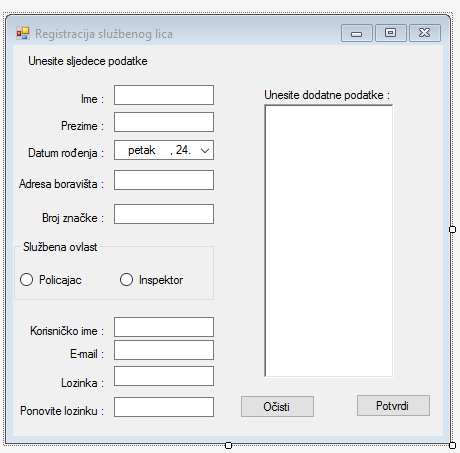 Registracija službenog lica
Unesite sljedece podatke
Ime :
Prezime :
Datum rođenja :
petak , 24.
Adresa boravišta :
Broj značke :
Službena ovlast
Policajac
Inspektor
Korisničko ime :
E-mail :
Lozinka :
Ponovite lozinku :
Unesite dodatne podatke :
Očisti
Potvrdi